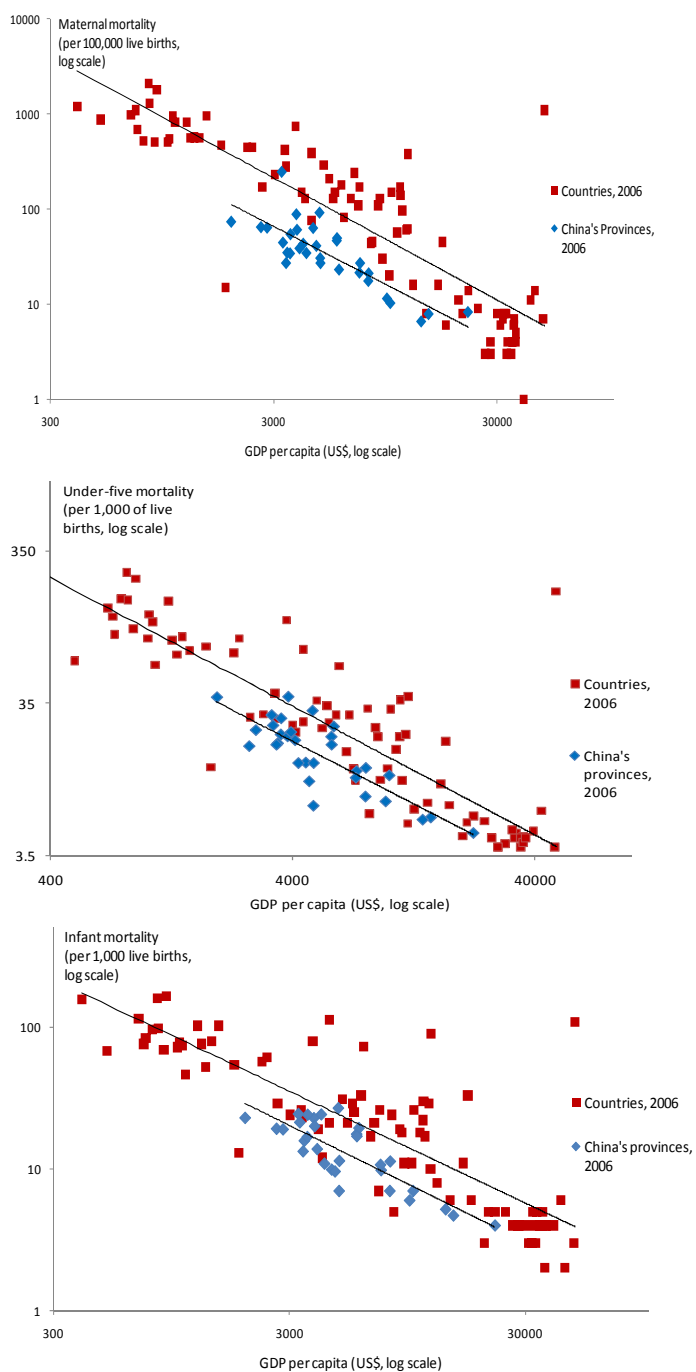 Maternal mortality
(per 100,000 live births,
log scale)
10000
1000
100
10
1
300
3000
30000
GDP per capita (US$, log scale)
Countries, 2006
China's Provinces,
2006
Under-five mortality
(per 1,000 of live
births, log scale)
350
35
3.5
400
4000
40000
GDP per capita (US$, log scale)
Countries,
2006
China's
provinces,
2006
Infant mortality
(per 1,000 live births,
log scale)
100
10
1
300
3000
30000
GDP per capita (US$, log scale)
Countries, 2006
China's provinces,
2006